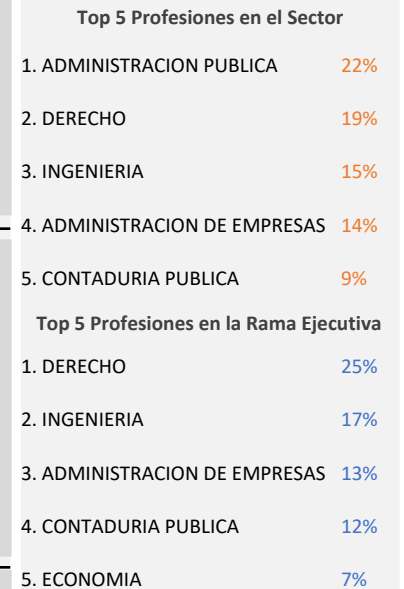 Top 5 Profesiones en el Sector
1. ADMINISTRACION PUBLICA 22%
2. DERECHO 19%
3. INGENIERIA 15%
4. ADMINISTRACION DE EMPRESAS 14%
5. CONTADURIA PUBLICA 9%
Top 5 Profesiones en la Rama Ejecutiva
1. DERECHO 25%
2. INGENIERIA 17%
3. ADMINISTRACION DE EMPRESAS 13%
4. CONTADURIA PUBLICA 12%
5. ECONOMIA 7%